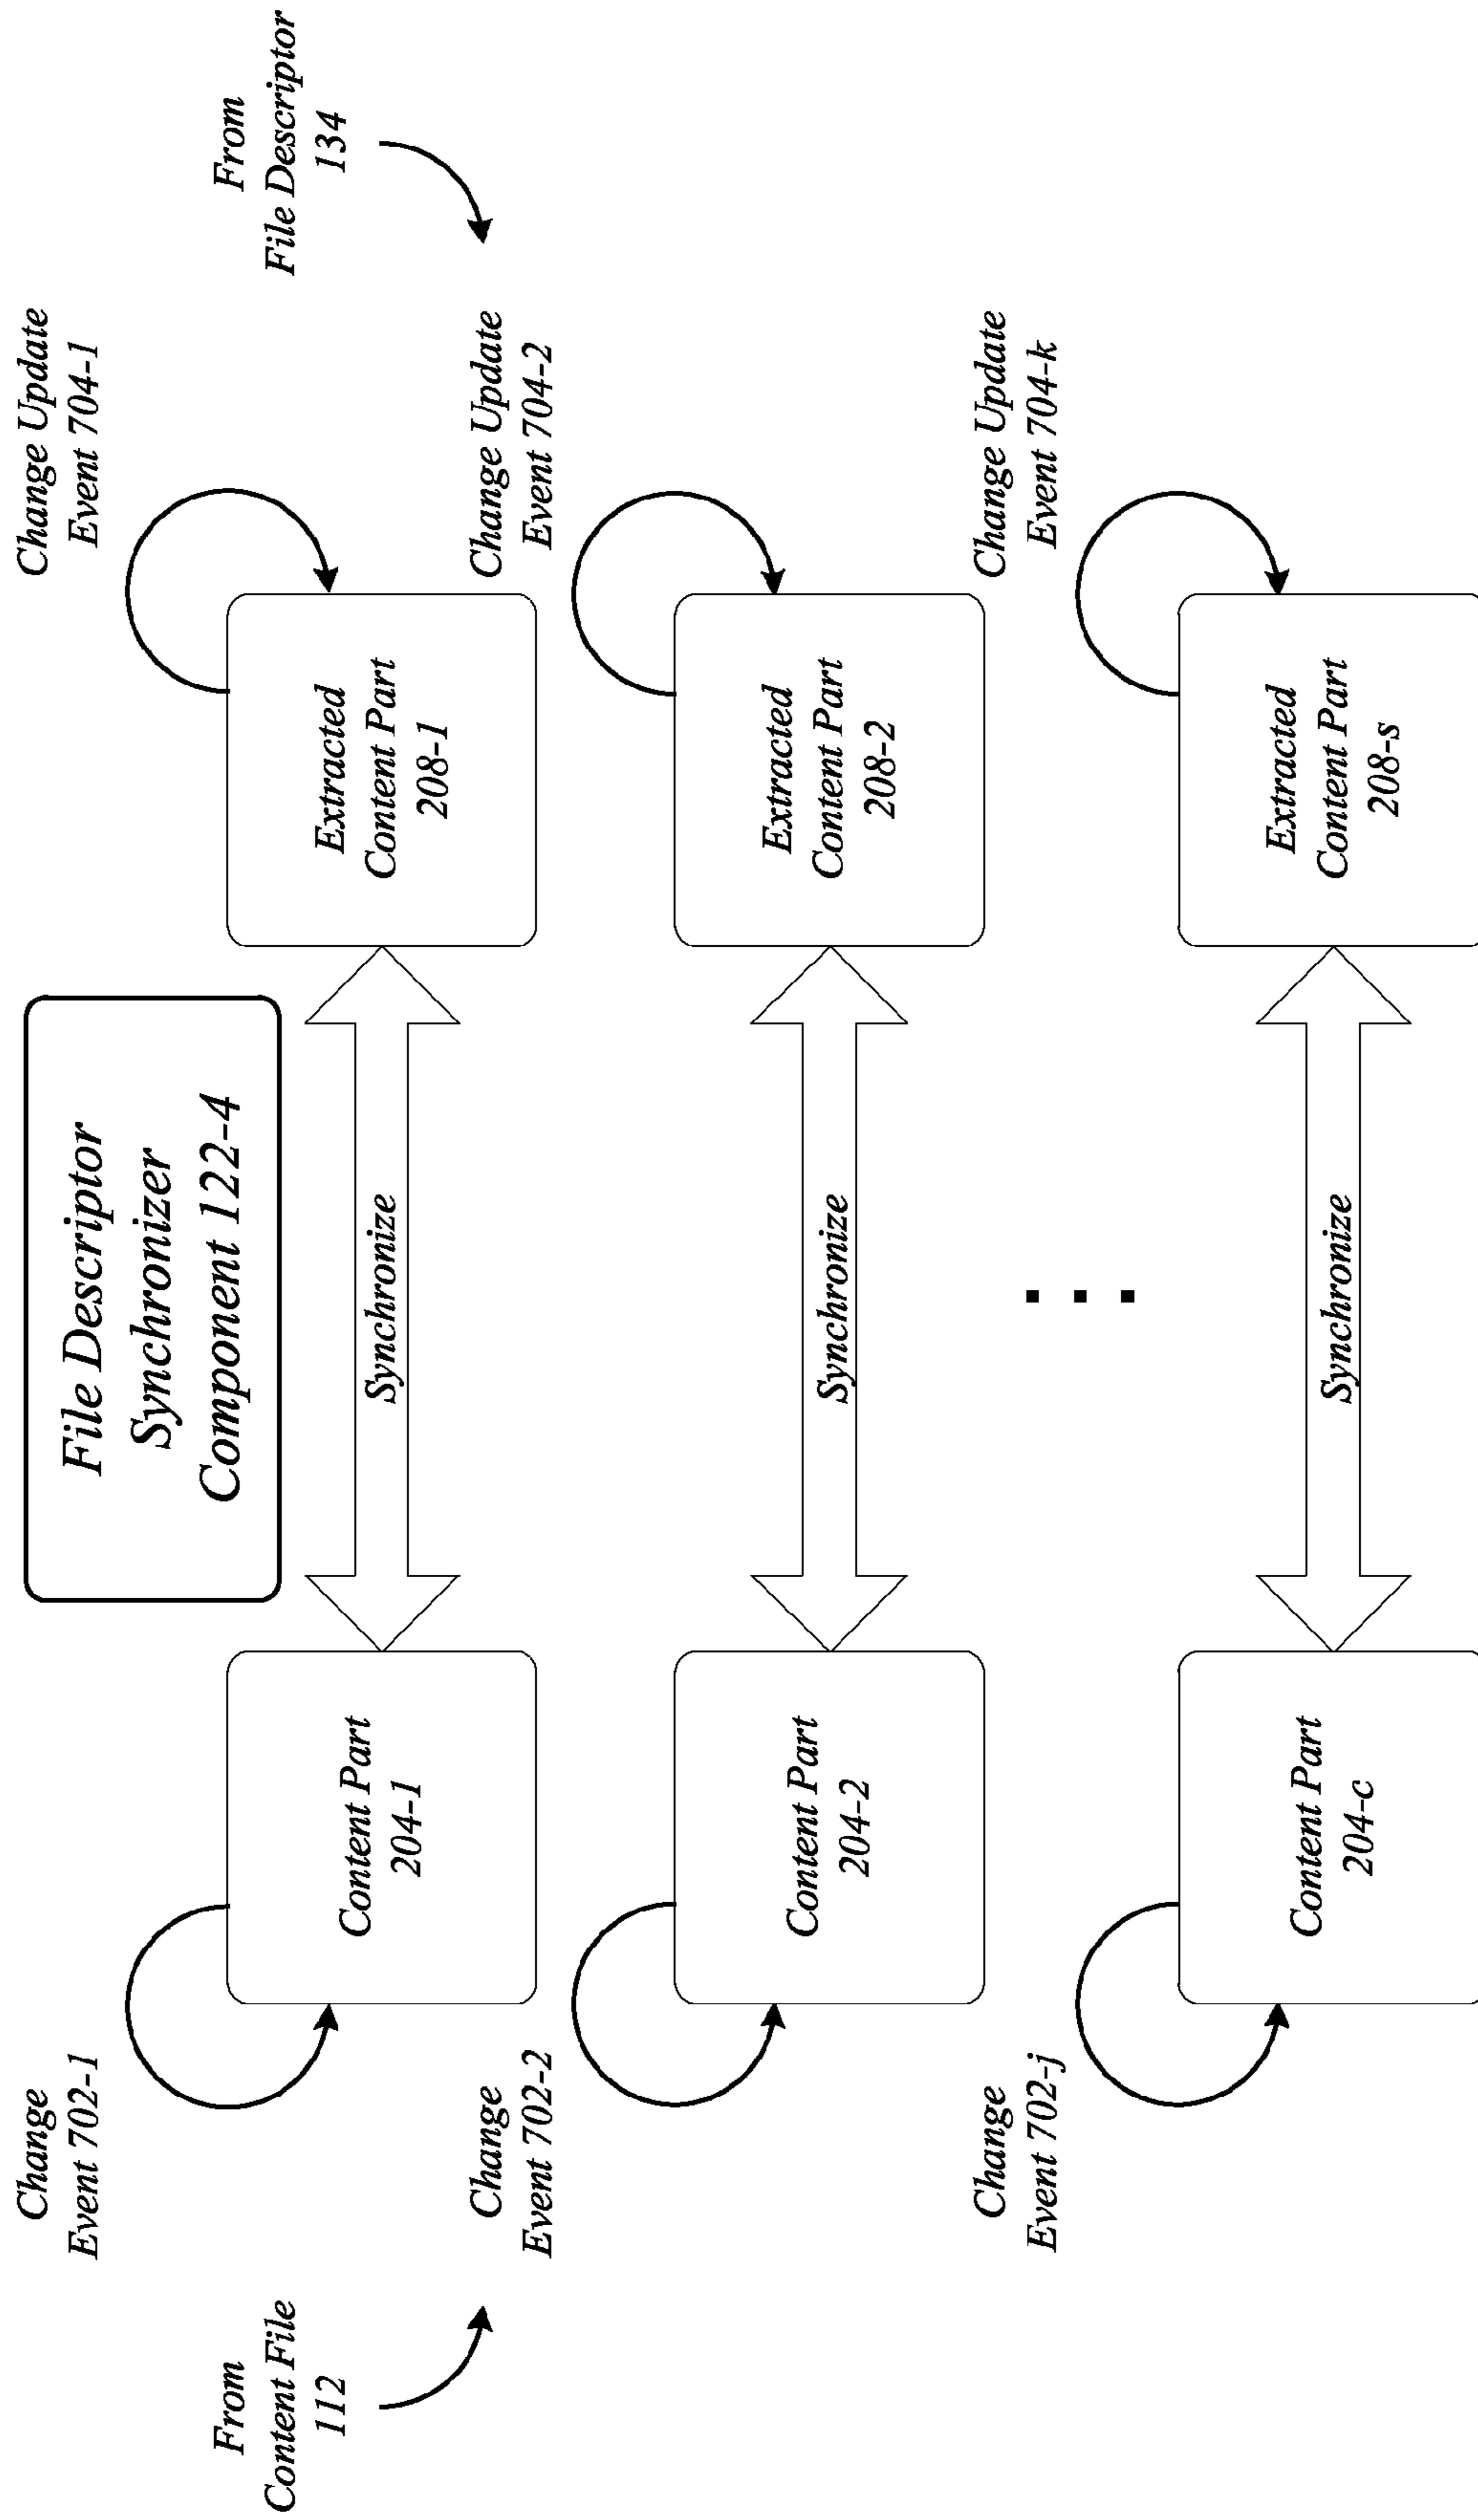 File Descriptor
Synchronizer
Component 122-4
From
Content File
112
Change
Event 702-1
Content Part
204-1
Synchronize
Extracted
Content Part
208-1
Change Update
Event 704-1
From
File Descriptor
134
Change
Event 702-2
Content Part
204-2
Synchronize
Extracted
Content Part
208-2
Change Update
Event 704-2
Change
Event 702-j
Content Part
204-c
Synchronize
Extracted
Content Part
208-s
Change Update
Event 704-k